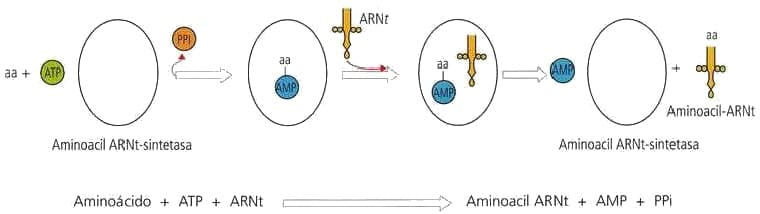 ARNt
PPi
aa
aa
aa
aa + ATP
AMP
AMP
AMP
+
Aminoacil-ARNt
Aminoacil ARNt-sintetasa
Aminoacil ARNt-sintetasa
Aminoácido + ATP + ARNt
Aminoacil ARNt + AMP + PPi